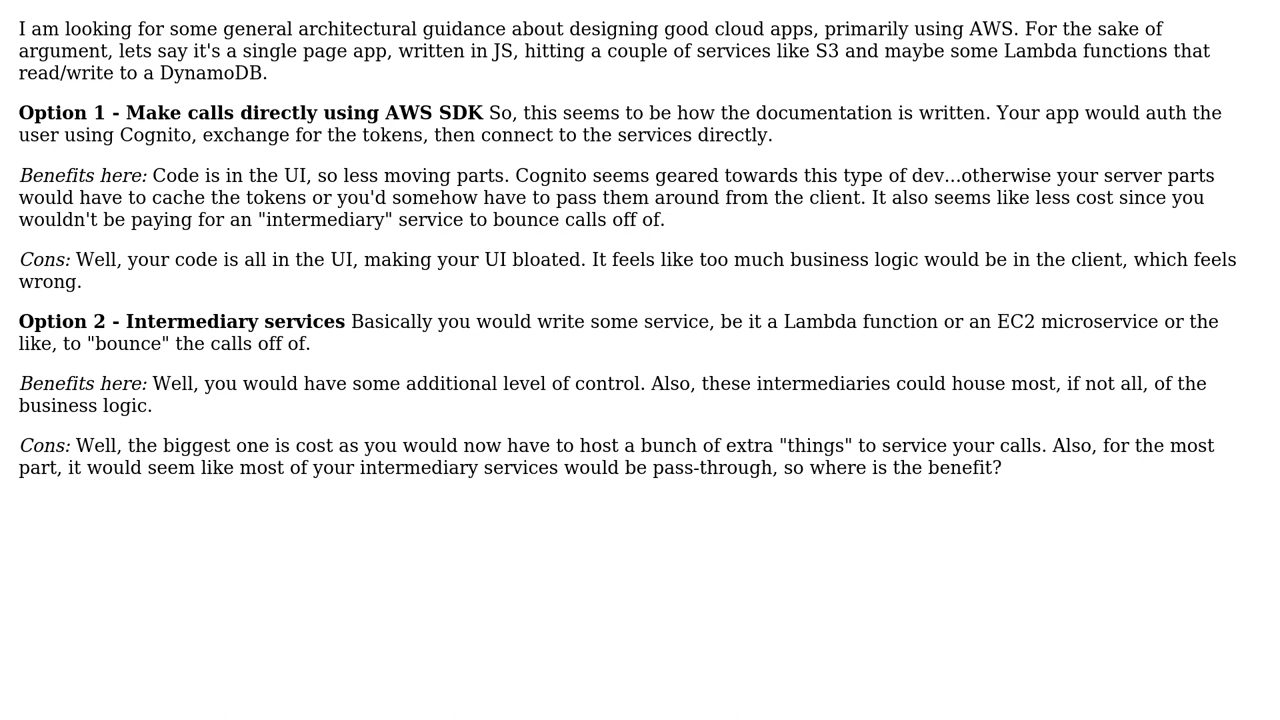 I am looking for some general architectural guidance about designing good cloud apps, primarily using AWS. For the sake of
argument, lets say it's a single page app, written in JS, hitting a couple of services like S3 and maybe some Lambda functions that
read/write to a DynamoDB.
Option 1 - Make calls directly using AWS SDK So, this seems to be how the documentation is written. Your app would auth the
user using Cognito, exchange for the tokens, then connect to the services directly.
Benefits here: Code is in the UI, so less moving parts. Cognito seems geared towards this type of dev...otherwise your server parts
would have to cache the tokens or you'd somehow have to pass them around from the client. It also seems like less cost since you
wouldn't be paying for an "intermediary" service to bounce calls off of.
Cons: Well, your code is all in the UI, making your UI bloated. It feels like too much business logic would be in the client, which feels
wrong.
Option 2 - Intermediary services Basically you would write some service, be it a Lambda function or an EC2 microservice or the
like, to "bounce" the calls off of.
Benefits here: Well, you would have some additional level of control. Also, these intermediaries could house most, if not all, of the
business logic.
Cons: Well, the biggest one is cost as you would now have to host a bunch of extra "things" to service your calls. Also, for the most
part, it would seem like most of your intermediary services would be pass-through, so where is the benefit?